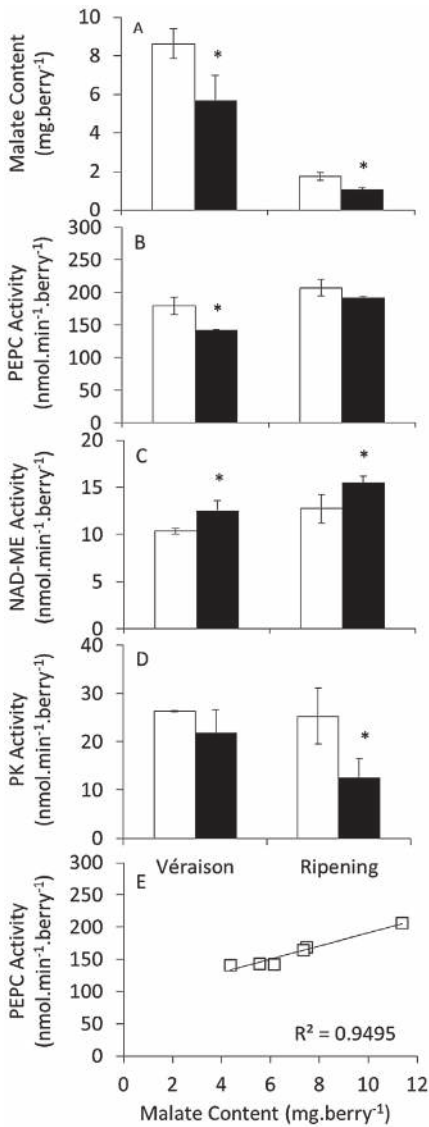 A
Malate Content
(mg.berry⁻¹)
10
8
6
4
2
0
*
*
B
PEPC Activity
(nmol.min⁻¹.berry⁻¹)
300
250
200
150
100
50
0
*
C
NAD-ME Activity
(nmol.min⁻¹.berry⁻¹)
20
15
10
5
0
*
*
D
PK Activity
(nmol.min⁻¹.berry⁻¹)
40
30
20
10
0
*
Véraison Ripening
E
PEPC Activity
(nmol.min⁻¹.berry⁻¹)
300
250
200
150
100
50
0
R² = 0.9495
0 2 4 6 8 10 12
Malate Content (mg.berry⁻¹)